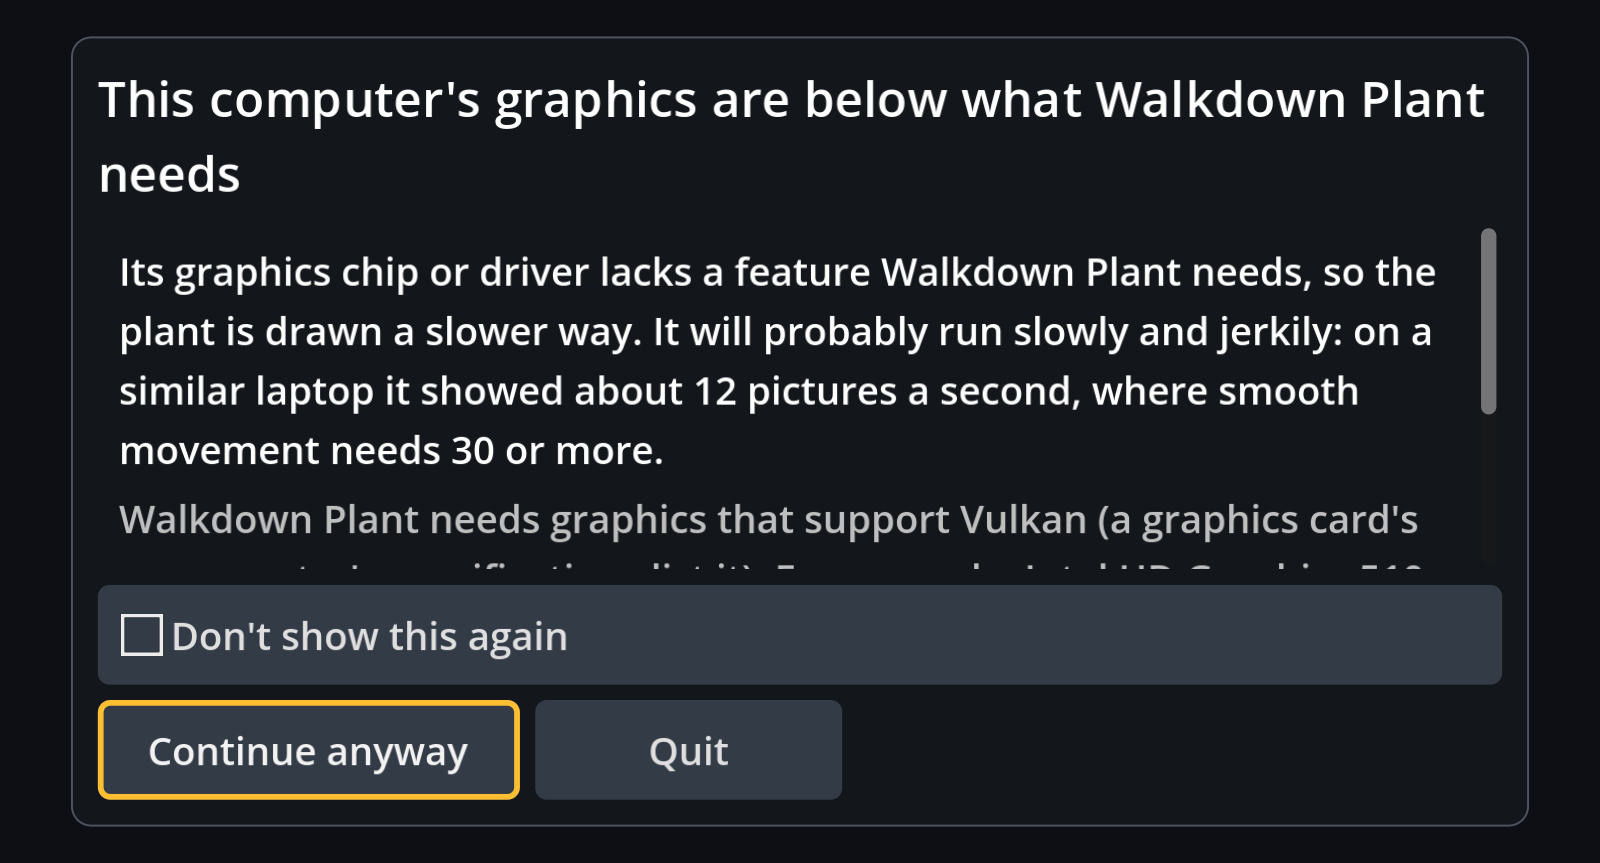 This computer's graphics are below what Walkdown Plant
needs
Its graphics chip or driver lacks a feature Walkdown Plant needs, so the
plant is drawn a slower way. It will probably run slowly and jerkily: on a
similar laptop it showed about 12 pictures a second, where smooth
movement needs 30 or more.
Walkdown Plant needs graphics that support Vulkan (a graphics card's
Don't show this again
Continue anyway
Quit